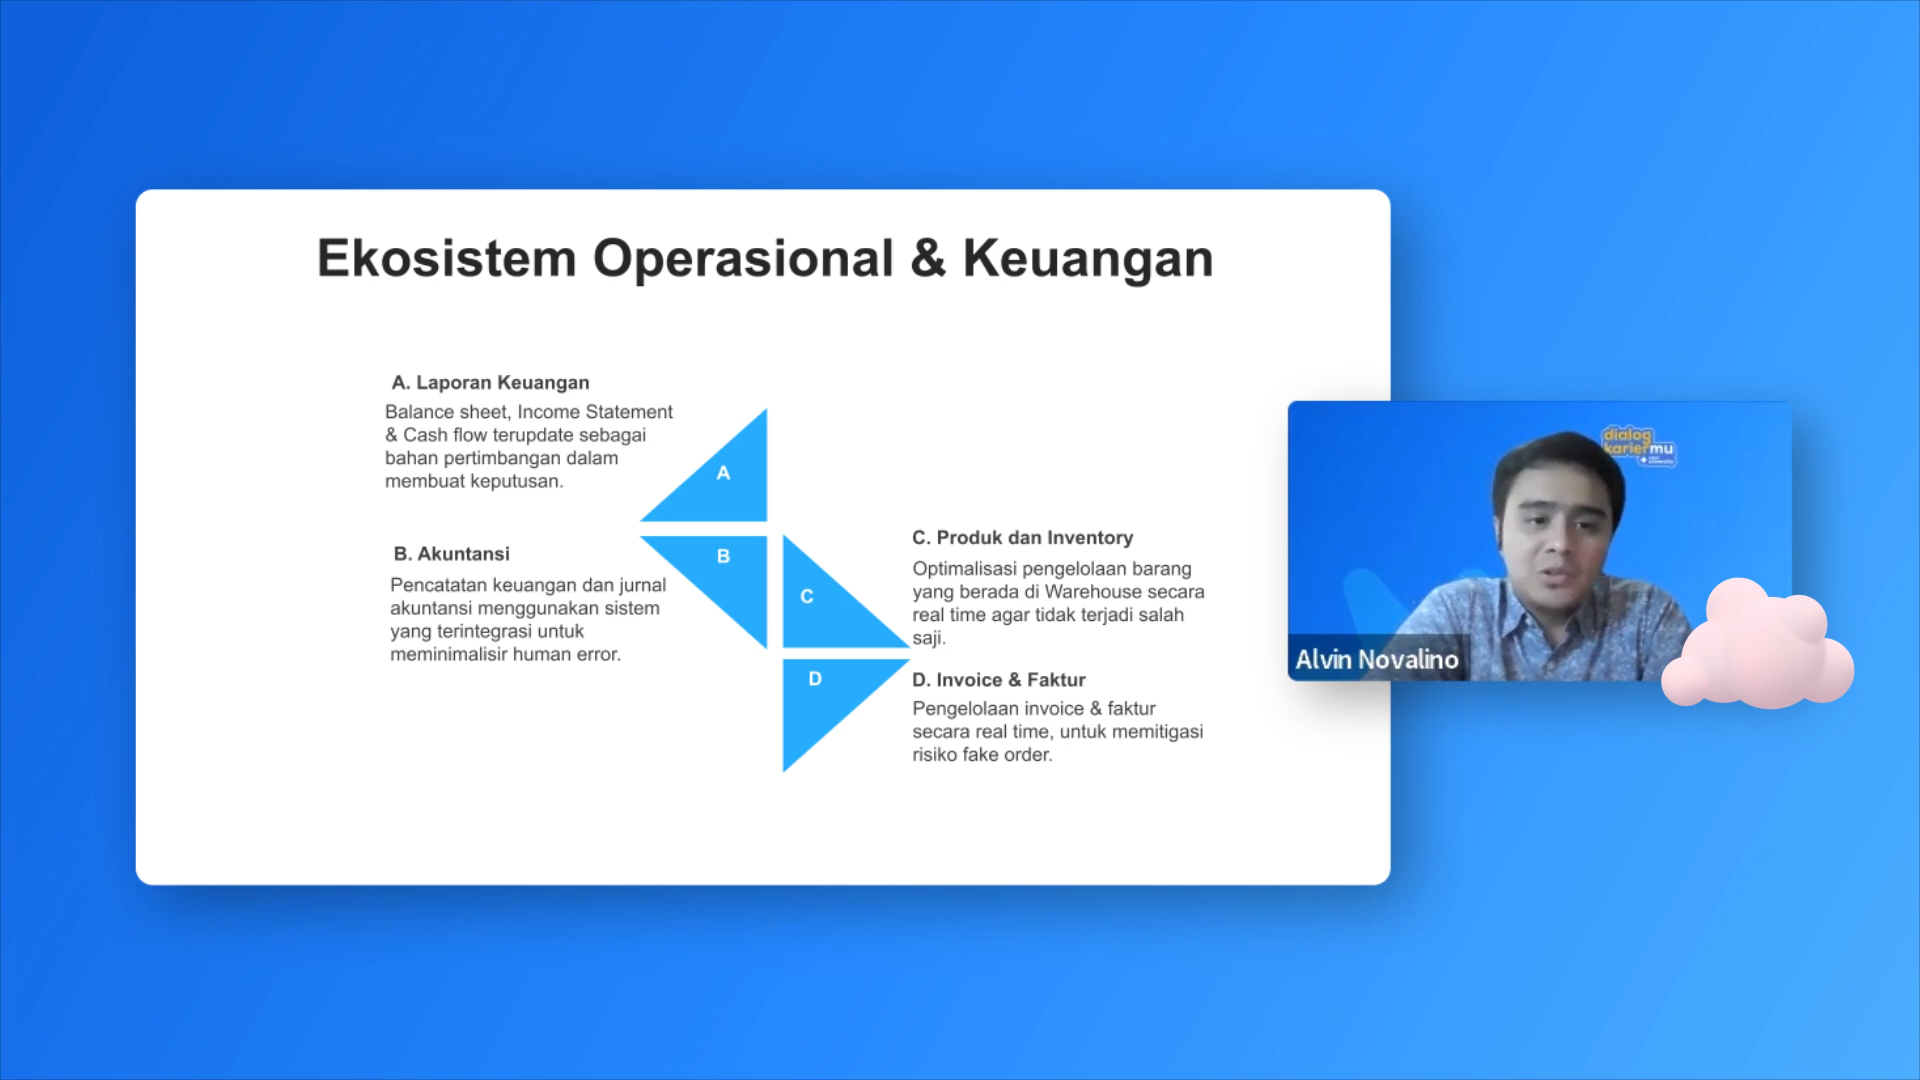 Ekosistem Operasional & Keuangan
A. Laporan Keuangan
Balance sheet, Income Statement
& Cash flow terupdate sebagai
bahan pertimbangan dalam
membuat keputusan.
A
B. Akuntansi
Pencatatan keuangan dan jurnal
akuntansi menggunakan sistem
yang terintegrasi untuk
meminimalisir human error.
B
C
C. Produk dan Inventory
Optimalisasi pengelolaan barang
yang berada di Warehouse secara
real time agar tidak terjadi salah
saji.
D
D. Invoice & Faktur
Pengelolaan invoice & faktur
secara real time, untuk memitigasi
risiko fake order.
dialog
kariermu
Alvin Novalino